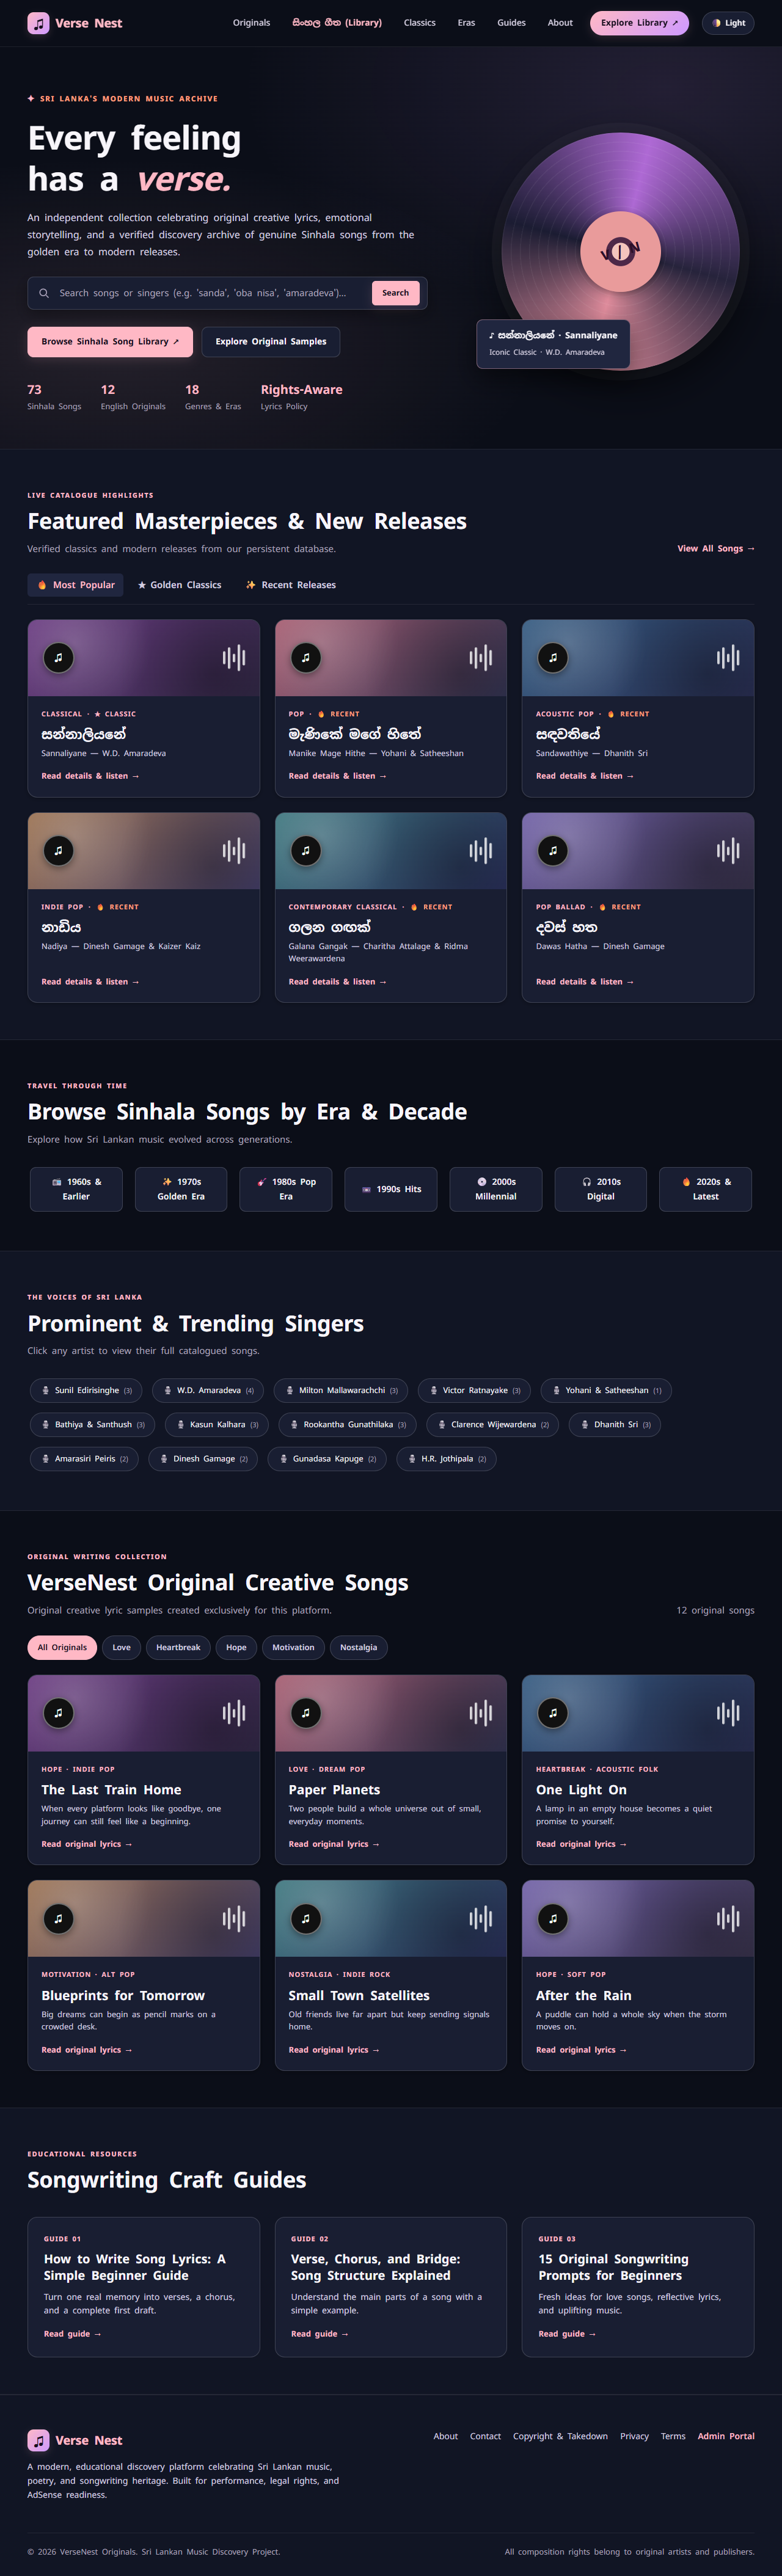 Verse Nest
Originals
සිංහල ගීත (Library)
Classics
Eras
Guides
About
Explore Library ↗
Light
✦ SRI LANKA'S MODERN MUSIC ARCHIVE
Every feeling
has a verse.
An independent collection celebrating original creative lyrics, emotional
storytelling, and a verified discovery archive of genuine Sinhala songs from the
golden era to modern releases.
Search songs or singers (e.g. 'sanda', 'oba nisa', 'amaradeva')...
Search
Browse Sinhala Song Library ↗
Explore Original Samples
73
Sinhala Songs
12
English Originals
18
Genres & Eras
Rights-Aware
Lyrics Policy
♪ සන්නාලියනේ · Sannaliyane
Iconic Classic · W.D. Amaradeva
LIVE CATALOGUE HIGHLIGHTS
Featured Masterpieces & New Releases
Verified classics and modern releases from our persistent database.
View All Songs →
🔥 Most Popular
★ Golden Classics
✨ Recent Releases
CLASSICAL · ★ CLASSIC
සන්නාලියනේ
Sannaliyane — W.D. Amaradeva
Read details & listen →
POP · 🔥 RECENT
මැණිකේ මගේ හිතේ
Manike Mage Hithe — Yohani & Satheeshan
Read details & listen →
ACOUSTIC POP · 🔥 RECENT
සඳවතියේ
Sandawathiye — Dhanith Sri
Read details & listen →
INDIE POP · 🔥 RECENT
නාඩිය
Nadiya — Dinesh Gamage & Kaizer Kaiz
Read details & listen →
CONTEMPORARY CLASSICAL · 🔥 RECENT
ගලන ගඟක්
Galana Gangak — Charitha Attalage & Ridma
Weerawardena
Read details & listen →
POP BALLAD · 🔥 RECENT
දවස් හත
Dawas Hatha — Dinesh Gamage
Read details & listen →
TRAVEL THROUGH TIME
Browse Sinhala Songs by Era & Decade
Explore how Sri Lankan music evolved across generations.
📻 1960s &
Earlier
✨ 1970s
Golden Era
🎸 1980s Pop
Era
📼 1990s Hits
💿 2000s
Millennial
🎧 2010s
Digital
🔥 2020s &
Latest
THE VOICES OF SRI LANKA
Prominent & Trending Singers
Click any artist to view their full catalogued songs.
Sunil Edirisinghe (3)
W.D. Amaradeva (4)
Milton Mallawarachchi (3)
Victor Ratnayake (3)
Yohani & Satheeshan (1)
Bathiya & Santhush (3)
Kasun Kalhara (3)
Rookantha Gunathilaka (3)
Clarence Wijewardena (2)
Dhanith Sri (3)
Amarasiri Peiris (2)
Dinesh Gamage (2)
Gunadasa Kapuge (2)
H.R. Jothipala (2)
ORIGINAL WRITING COLLECTION
VerseNest Original Creative Songs
Original creative lyric samples created exclusively for this platform.
12 original songs
All Originals
Love
Heartbreak
Hope
Motivation
Nostalgia
HOPE · INDIE POP
The Last Train Home
When every platform looks like goodbye, one
journey can still feel like a beginning.
Read original lyrics →
LOVE · DREAM POP
Paper Planets
Two people build a whole universe out of small,
everyday moments.
Read original lyrics →
HEARTBREAK · ACOUSTIC FOLK
One Light On
A lamp in an empty house becomes a quiet
promise to yourself.
Read original lyrics →
MOTIVATION · ALT POP
Blueprints for Tomorrow
Big dreams can begin as pencil marks on a
crowded desk.
Read original lyrics →
NOSTALGIA · INDIE ROCK
Small Town Satellites
Old friends live far apart but keep sending signals
home.
Read original lyrics →
HOPE · SOFT POP
After the Rain
A puddle can hold a whole sky when the storm
moves on.
Read original lyrics →
EDUCATIONAL RESOURCES
Songwriting Craft Guides
GUIDE 01
How to Write Song Lyrics: A
Simple Beginner Guide
Turn one real memory into verses, a chorus,
and a complete first draft.
Read guide →
GUIDE 02
Verse, Chorus, and Bridge:
Song Structure Explained
Understand the main parts of a song with a
simple example.
Read guide →
GUIDE 03
15 Original Songwriting
Prompts for Beginners
Fresh ideas for love songs, reflective lyrics,
and uplifting music.
Read guide →
Verse Nest
A modern, educational discovery platform celebrating Sri Lankan music,
poetry, and songwriting heritage. Built for performance, legal rights, and
AdSense readiness.
About
Contact
Copyright & Takedown
Privacy
Terms
Admin Portal
© 2026 VerseNest Originals. Sri Lankan Music Discovery Project.
All composition rights belong to original artists and publishers.